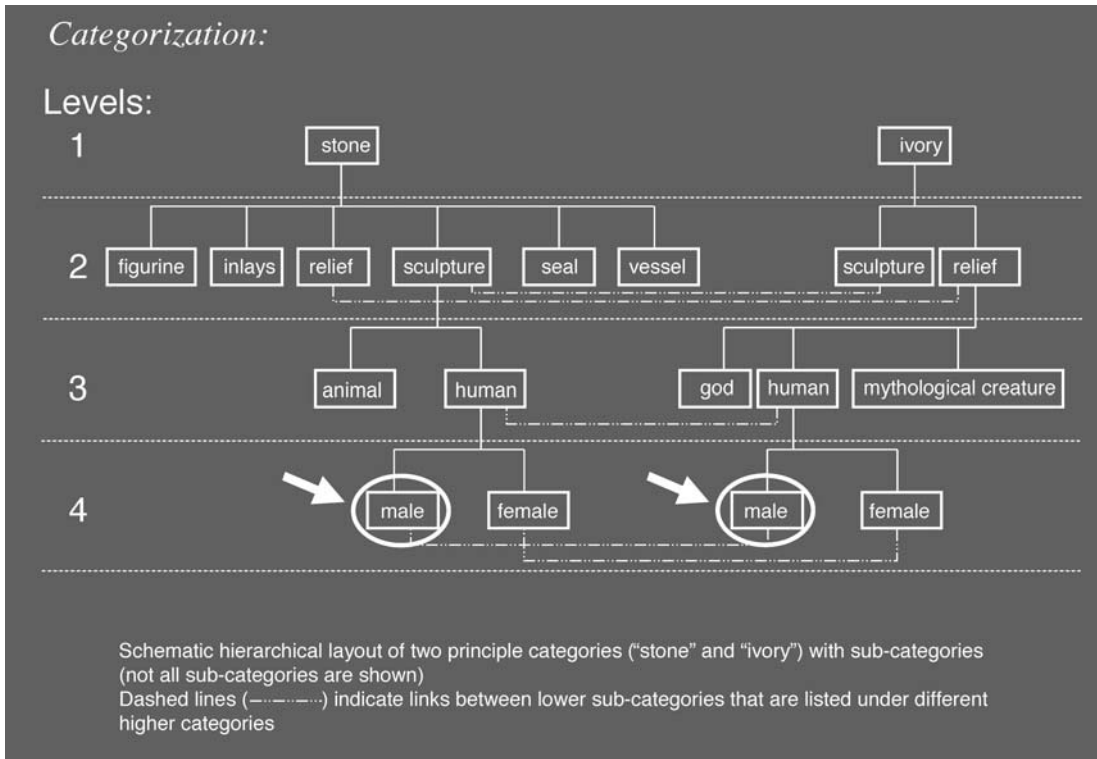 Categorization:
Levels:
1 stone ivory
2 figurine inlays relief sculpture seal vessel sculpture relief
3 animal human god human mythological creature
4 male female male female
Schematic hierarchical layout of two principle categories (“stone” and “ivory”) with sub-categories
(not all sub-categories are shown)
Dashed lines (—··—··—··) indicate links between lower sub-categories that are listed under different
higher categories